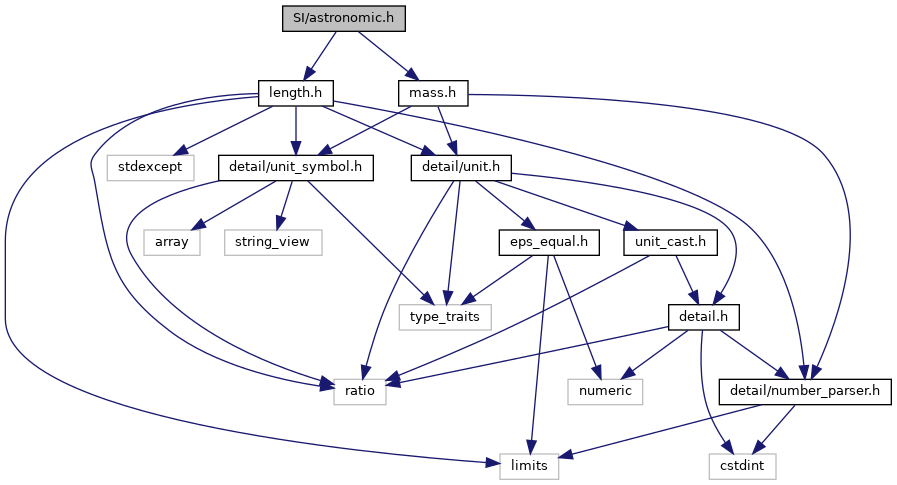 SI/astronomic.h
length.h
mass.h
stdexcept
detail/unit_symbol.h
detail/unit.h
array
string_view
eps_equal.h
unit_cast.h
type_traits
detail.h
ratio
numeric
detail/number_parser.h
limits
cstdint